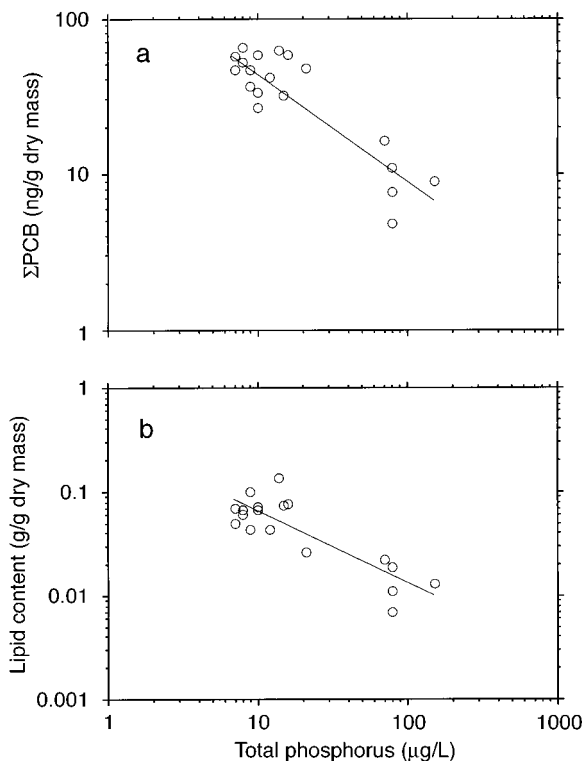 100
a
10
1
ΣPCB (ng/g dry mass)
1
b
0.1
0.01
0.001
Lipid content (g/g dry mass)
1
10
100
1000
Total phosphorus (μg/L)